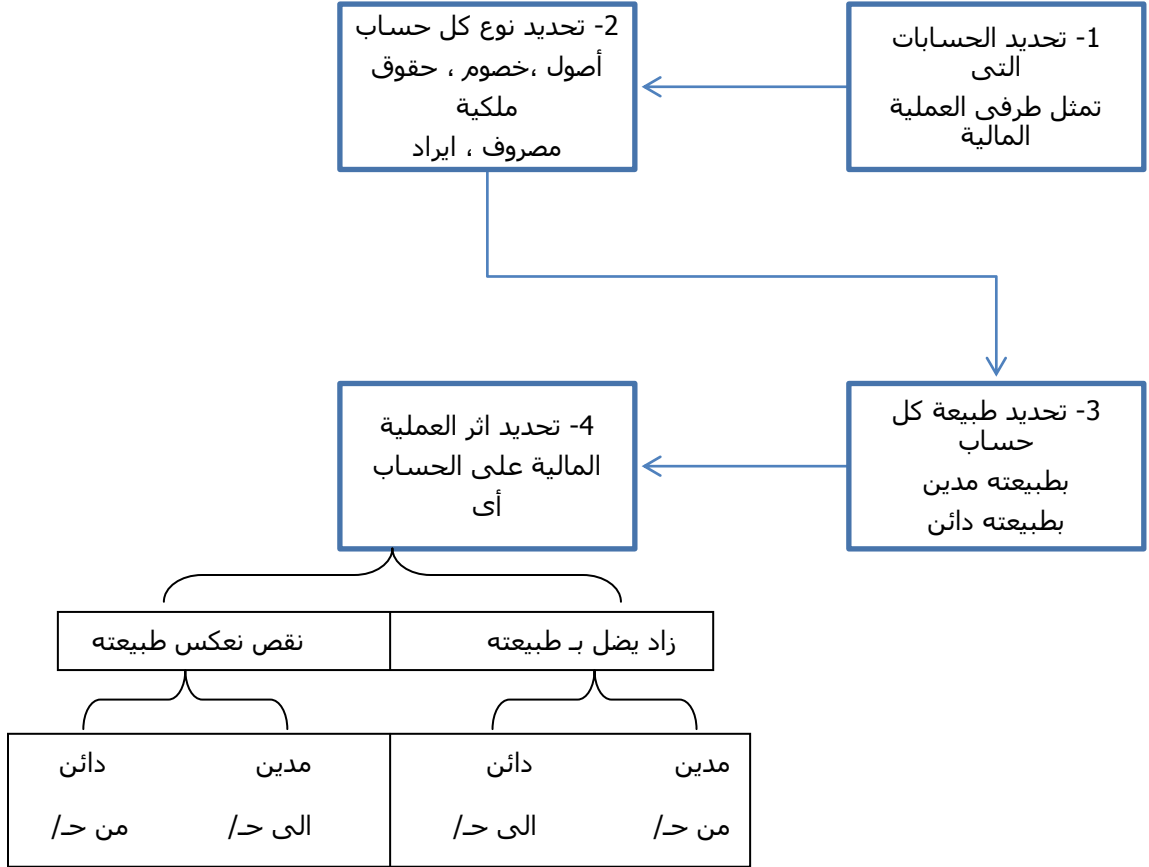 1- تحديد الحسابات
التى
تمثل طرفى العملية
المالية
2- تحديد نوع كل حساب
أصول ،خصوم ، حقوق
ملكية
مصروف ، ايراد
3- تحديد طبيعة كل
حساب
بطبيعته مدين
بطبيعته دائن
4- تحديد اثر العملية
المالية على الحساب
أى
زاد يضل بـ طبيعته
نقص نعكس طبيعته
مدين دائن مدين دائن
من حـ/ الى حـ/ الى حـ/ من حـ/